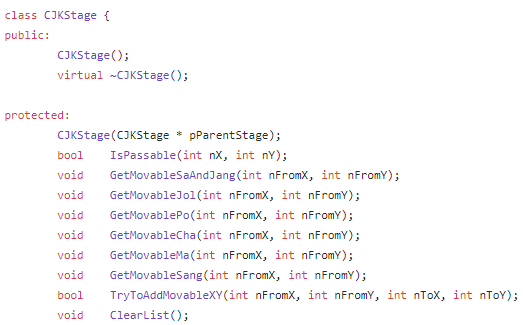 class CJKStage {
public:
CJKStage();
virtual ~CJKStage();
protected:
CJKStage(CJKStage * pParentStage);
bool IsPassable(int nX, int nY);
void GetMovableSaAndJang(int nFromX, int nFromY);
void GetMovableJol(int nFromX, int nFromY);
void GetMovablePo(int nFromX, int nFromY);
void GetMovableCha(int nFromX, int nFromY);
void GetMovableMa(int nFromX, int nFromY);
void GetMovableSang(int nFromX, int nFromY);
bool TryToAddMovableXY(int nFromX, int nFromY, int nToX, int nToY);
void ClearList();